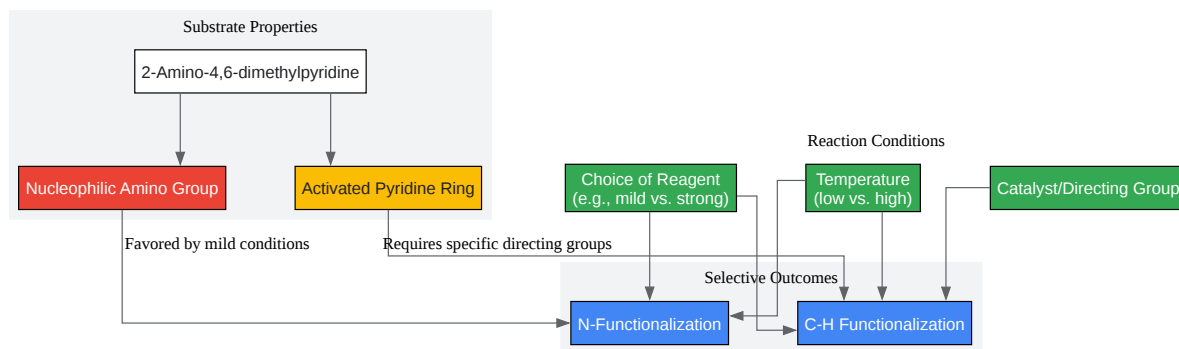 Substrate Properties
2-Amino-4,6-dimethylpyridine
Reaction Conditions
Nucleophilic Amino Group
Activated Pyridine Ring
Choice of Reagent
(e.g., mild vs. strong)
Temperature
(low vs. high)
Catalyst/Directing Group
Favored by mild conditions
Requires specific directing groups
Selective Outcomes
N-Functionalization
C-H Functionalization